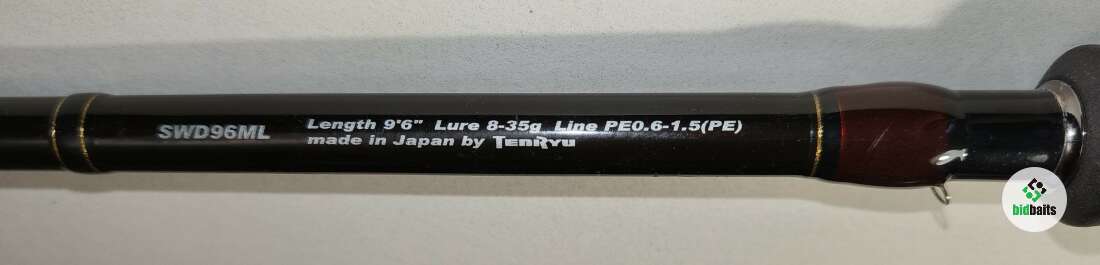 SWD96ML
Length 9'6" Lure 8-35g Line PE0.6-1.5(PE)
made in Japan by TENRYU
bidbaits